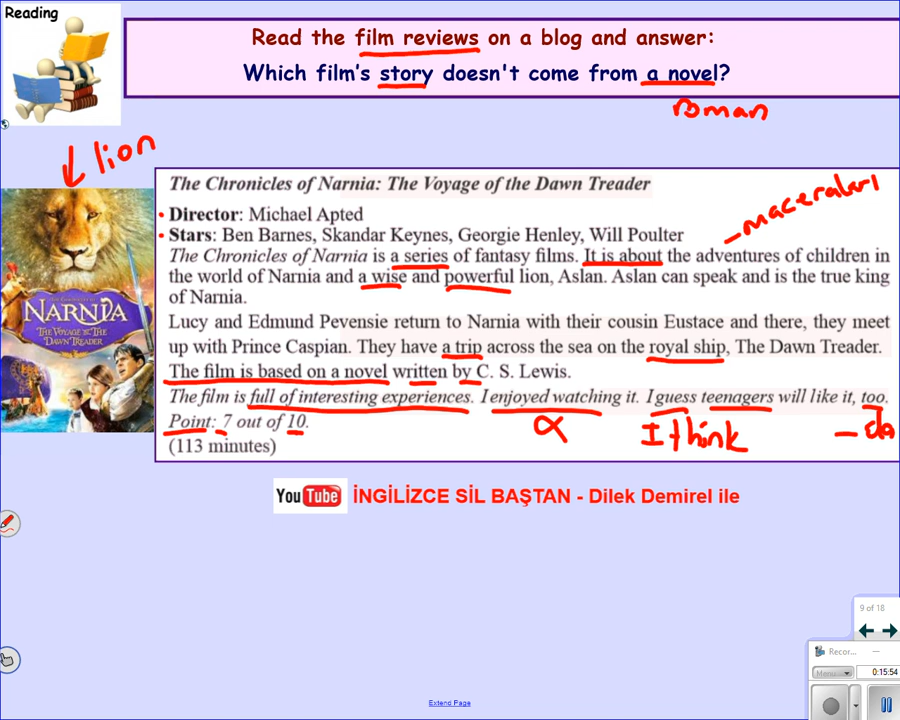 Reading
Read the film reviews on a blog and answer:
Which film's story doesn't come from a novel?
roman
lion
The Chronicles of Narnia: The Voyage of the Dawn Treader
maceraları
• Director: Michael Apted
• Stars: Ben Barnes, Skandar Keynes, Georgie Henley, Will Poulter
The Chronicles of Narnia is a series of fantasy films. It is about the adventures of children in
the world of Narnia and a wise and powerful lion, Aslan. Aslan can speak and is the true king
of Narnia.
Lucy and Edmund Pevensie return to Narnia with their cousin Eustace and there, they meet
up with Prince Caspian. They have a trip across the sea on the royal ship, The Dawn Treader.
The film is based on a novel written by C. S. Lewis.
The film is full of interesting experiences. I enjoyed watching it. I guess teenagers will like it, too.
Point: 7 out of 10.
I think
_ da
(113 minutes)
NARNIA
THE VOYAGE OF THE
DAWN TREADER
YouTube İNGİLİZCE SİL BAŞTAN - Dilek Demirel ile
9 of 18
Recor...
Menu
0:15:54
Extend Page